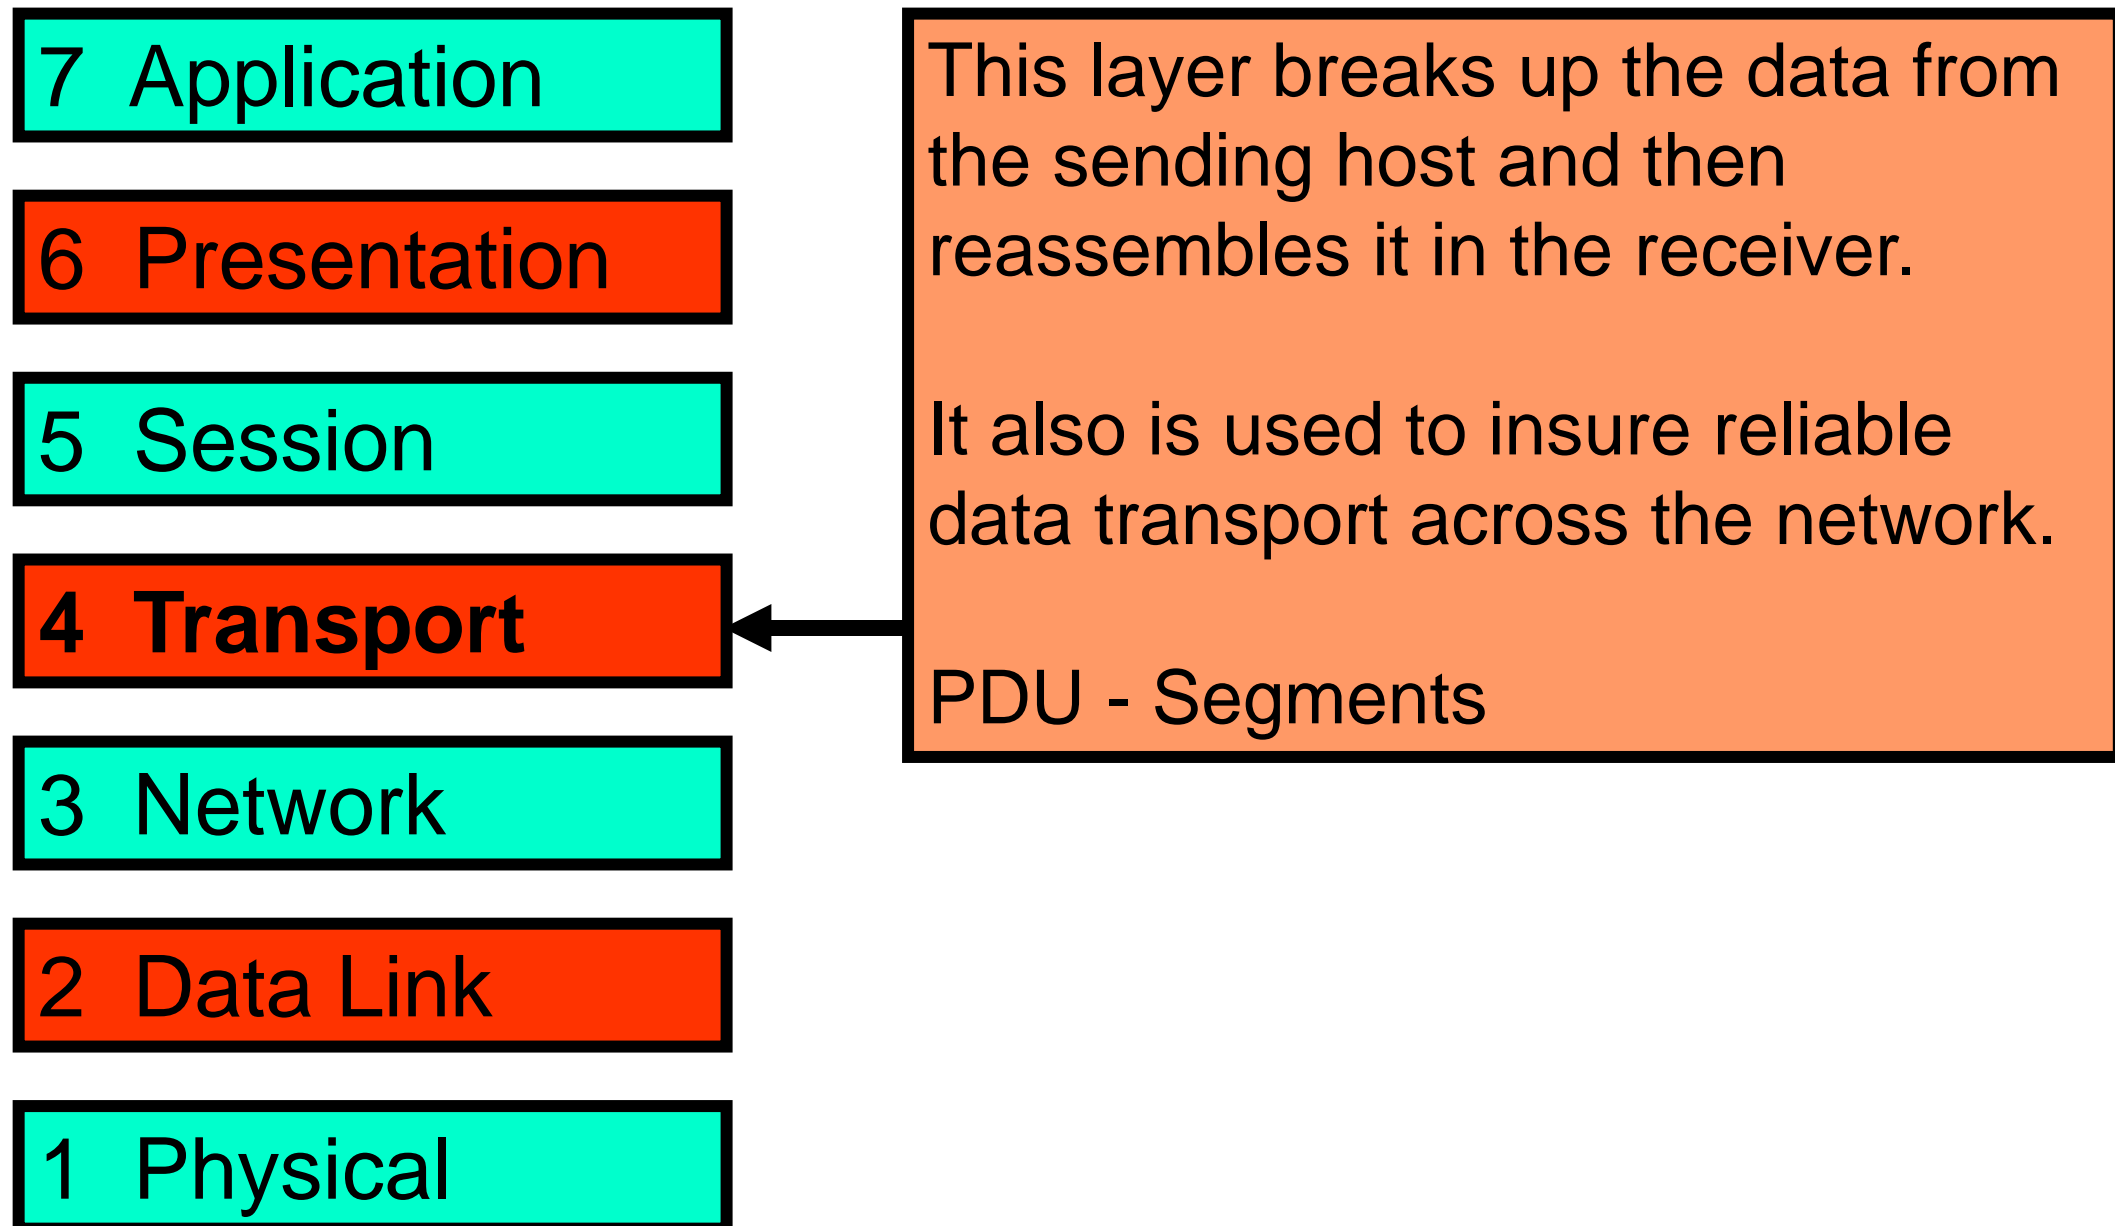 7 Application
6 Presentation
5 Session
4 Transport
3 Network
2 Data Link
1 Physical
This layer breaks up the data from
the sending host and then
reassembles it in the receiver.
It also is used to insure reliable
data transport across the network.
PDU - Segments